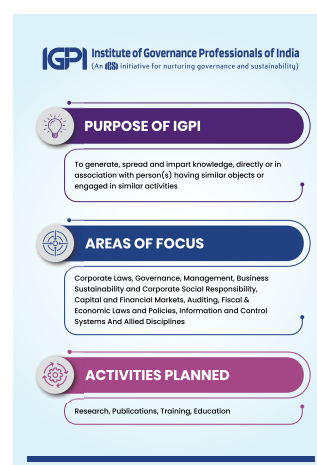 IGPI Institute of Governance Professionals of India
(An ICSI initiative for nurturing governance and sustainability)
PURPOSE OF IGPI
To generate, spread and impart knowledge, directly or in
association with person(s) having similar objects or
engaged in similar activities
AREAS OF FOCUS
Corporate Laws, Governance, Management, Business
Sustainability and Corporate Social Responsibility,
Capital and Financial Markets, Auditing, Fiscal &
Economic Laws and Policies, Information and Control
Systems And Allied Disciplines
ACTIVITIES PLANNED
Research, Publications, Training, Education